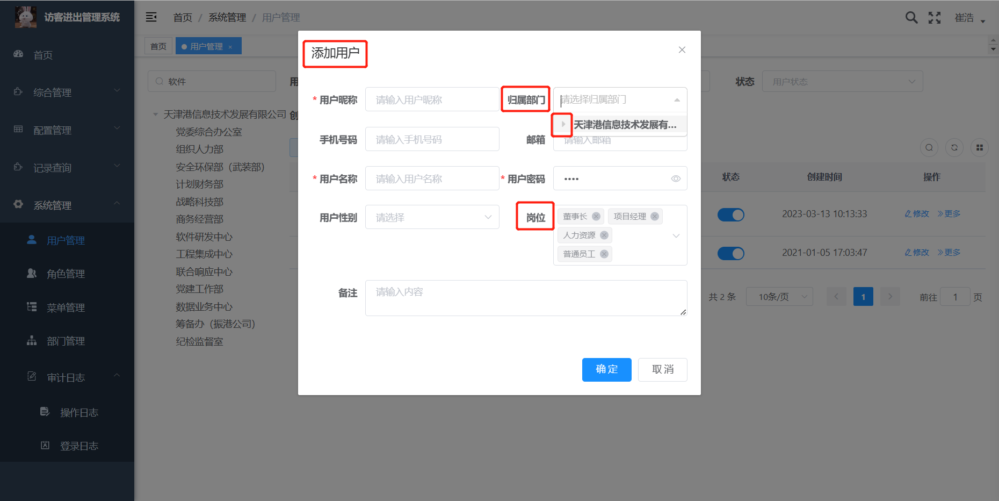 访客进出管理系统
首页 / 系统管理 / 用户管理
崔浩
首页
用户管理 ×
首页
综合管理
配置管理
记录查询
系统管理
用户管理
角色管理
菜单管理
部门管理
审计日志
操作日志
登录日志
软件
用
状态
用户状态
天津港信息技术发展有限公司
创
党委综合办公室
组织人力部
安全环保部（武装部）
计划财务部
战略科技部
商务经营部
软件研发中心
工程集成中心
联合响应中心
党建工作部
数据业务中心
筹备办（振港公司）
纪检监督室
添加用户
* 用户昵称
请输入用户昵称
归属部门
请选择归属部门
天津港信息技术发展有...
手机号码
请输入手机号码
邮箱
请输入邮箱
* 用户名称
请输入用户名称
* 用户密码
••••
用户性别
请选择
岗位
董事长
项目经理
人力资源
普通员工
备注
请输入内容
确 定
取 消
状态
创建时间
操作
2023-03-13 10:13:33
修改
更多
2021-01-05 17:03:47
修改
更多
共 2 条
10条/页
1
前往 1 页